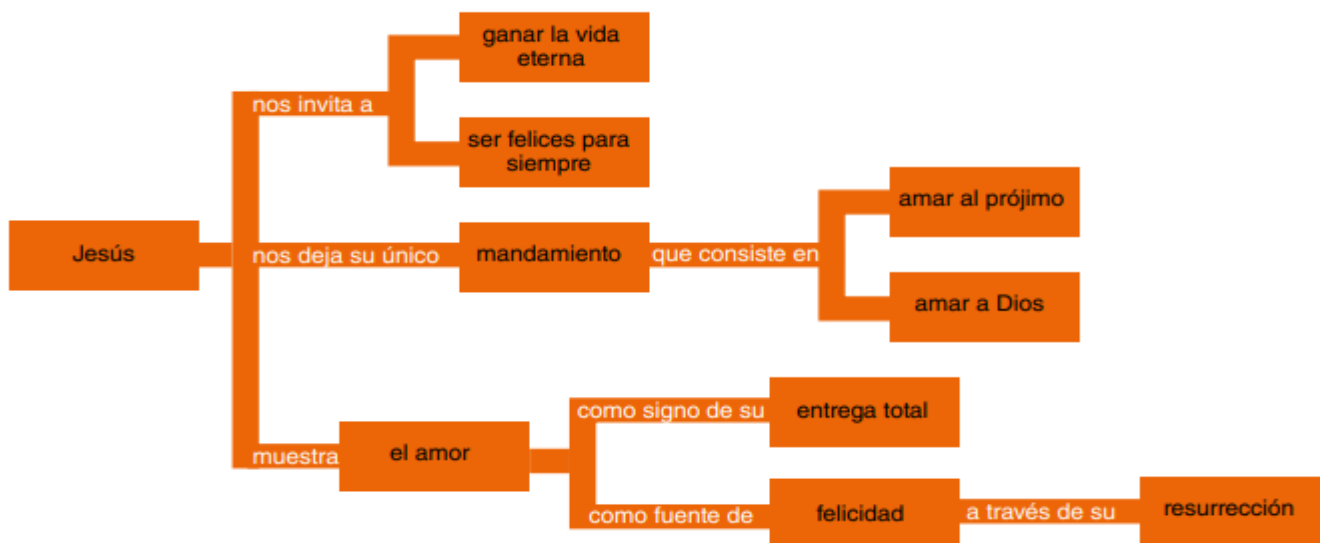 ganar la vida
eterna
nos invita a
ser felices para
siempre
Jesús
nos deja su único
mandamiento
que consiste en
amar al prójimo
amar a Dios
muestra
el amor
como signo de su
entrega total
como fuente de
felicidad
a través de su
resurrección